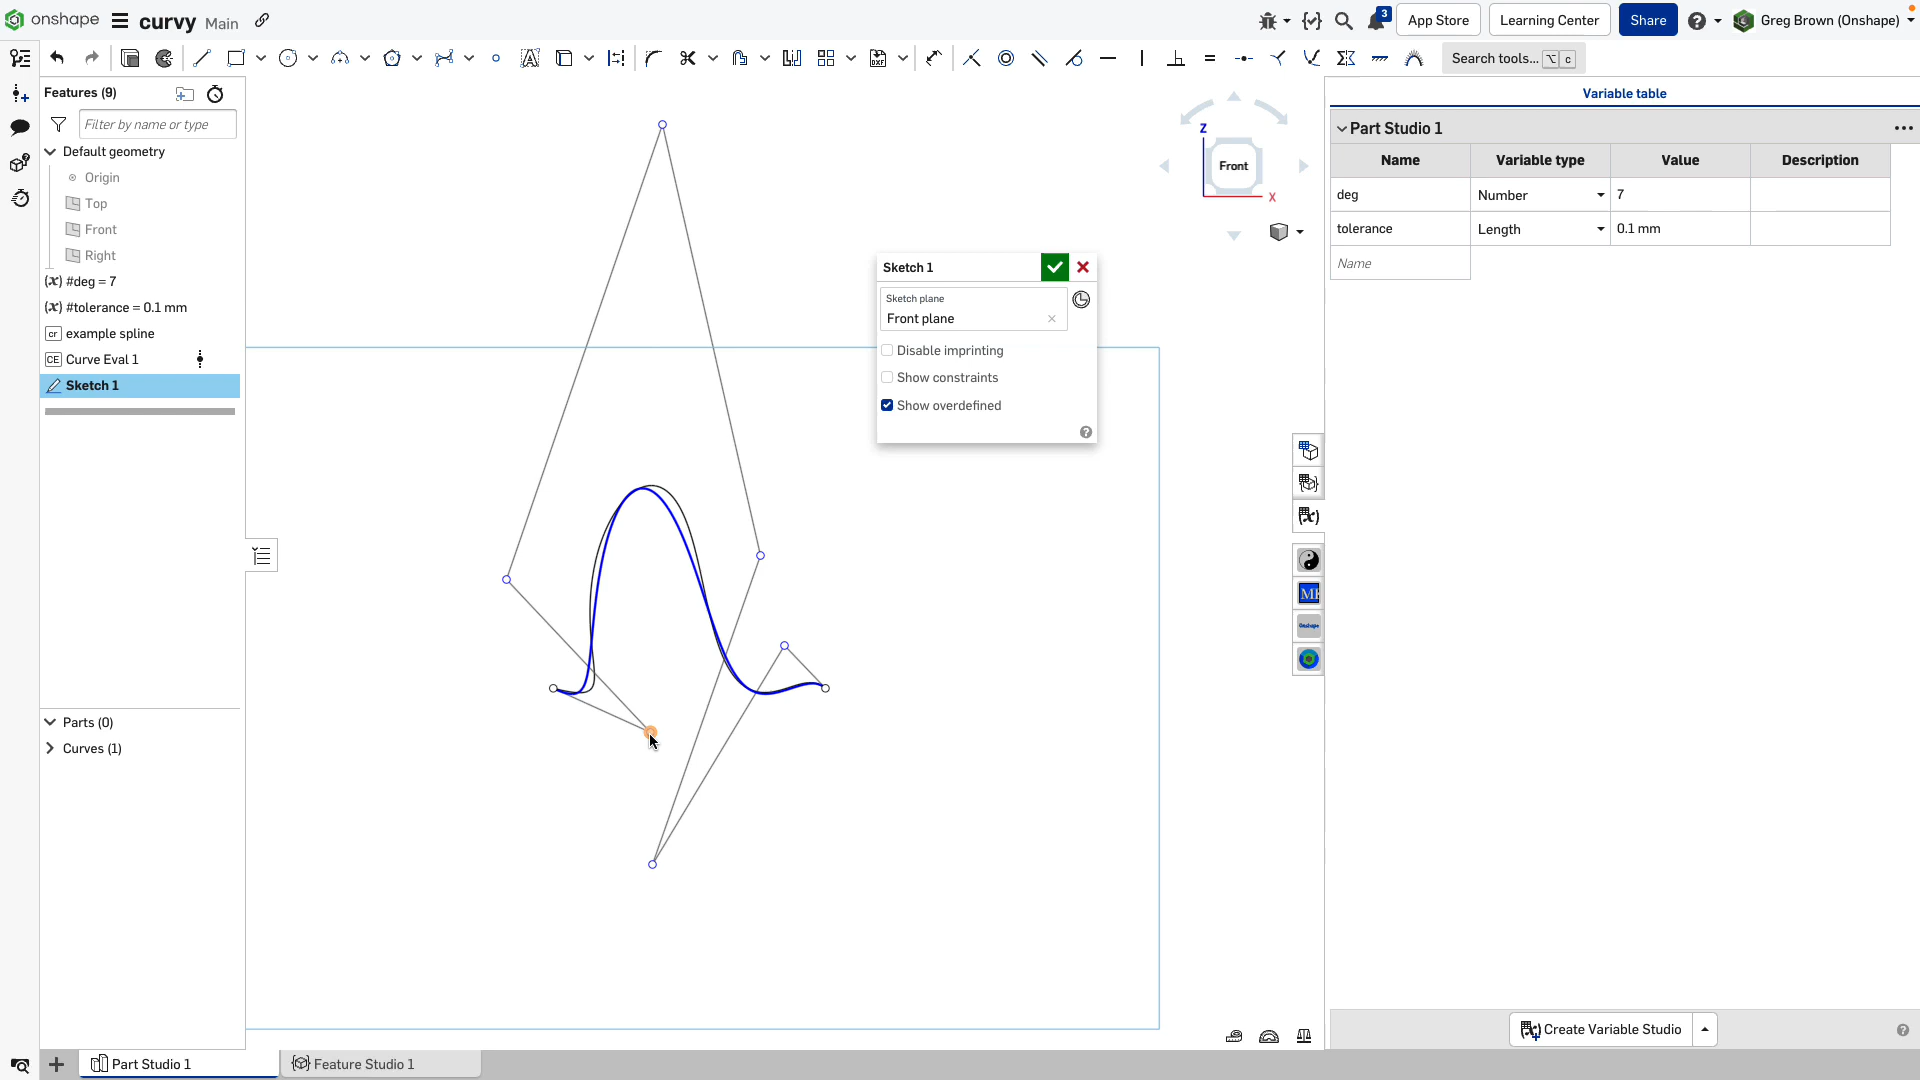 onshape
curvy Main
3
App Store
Learning Center
Share
Greg Brown (Onshape)
Search tools... ⌥ c
Features (9)
Filter by name or type
Default geometry
Origin
Top
Front
Right
(x) #deg = 7
(x) #tolerance = 0.1 mm
cr example spline
CE Curve Eval 1
Sketch 1
Parts (0)
Curves (1)
Z
Front
X
Sketch 1
Sketch plane
Front plane
Disable imprinting
Show constraints
Show overdefined
Variable table
Part Studio 1
Name Variable type Value Description
deg Number 7
tolerance Length 0.1 mm
Name
Create Variable Studio
Part Studio 1
Feature Studio 1